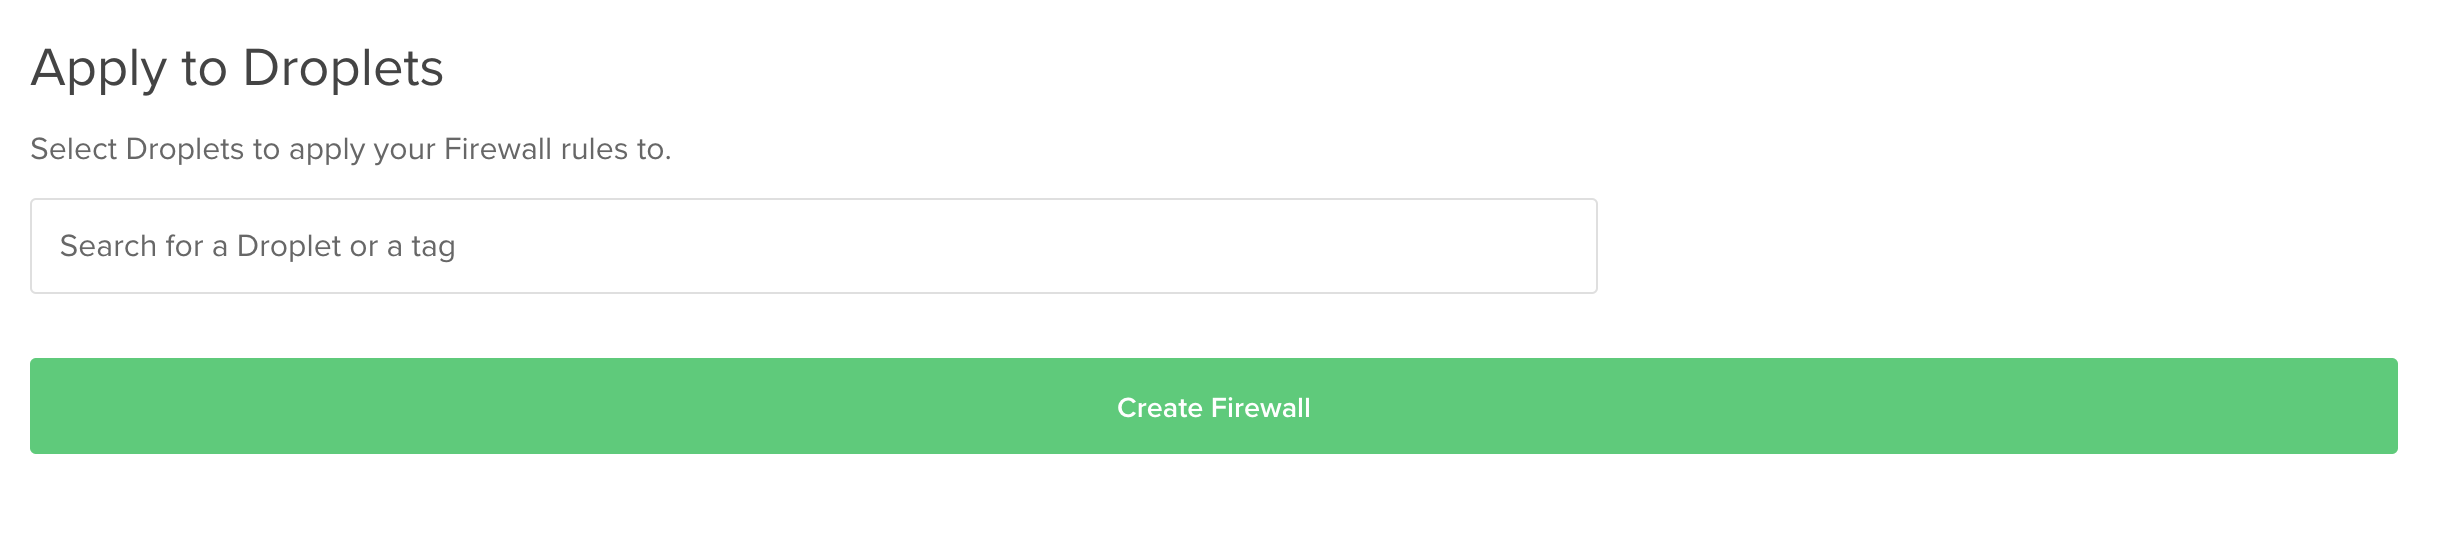 Apply to Droplets
Select Droplets to apply your Firewall rules to.
Search for a Droplet or a tag
Create Firewall